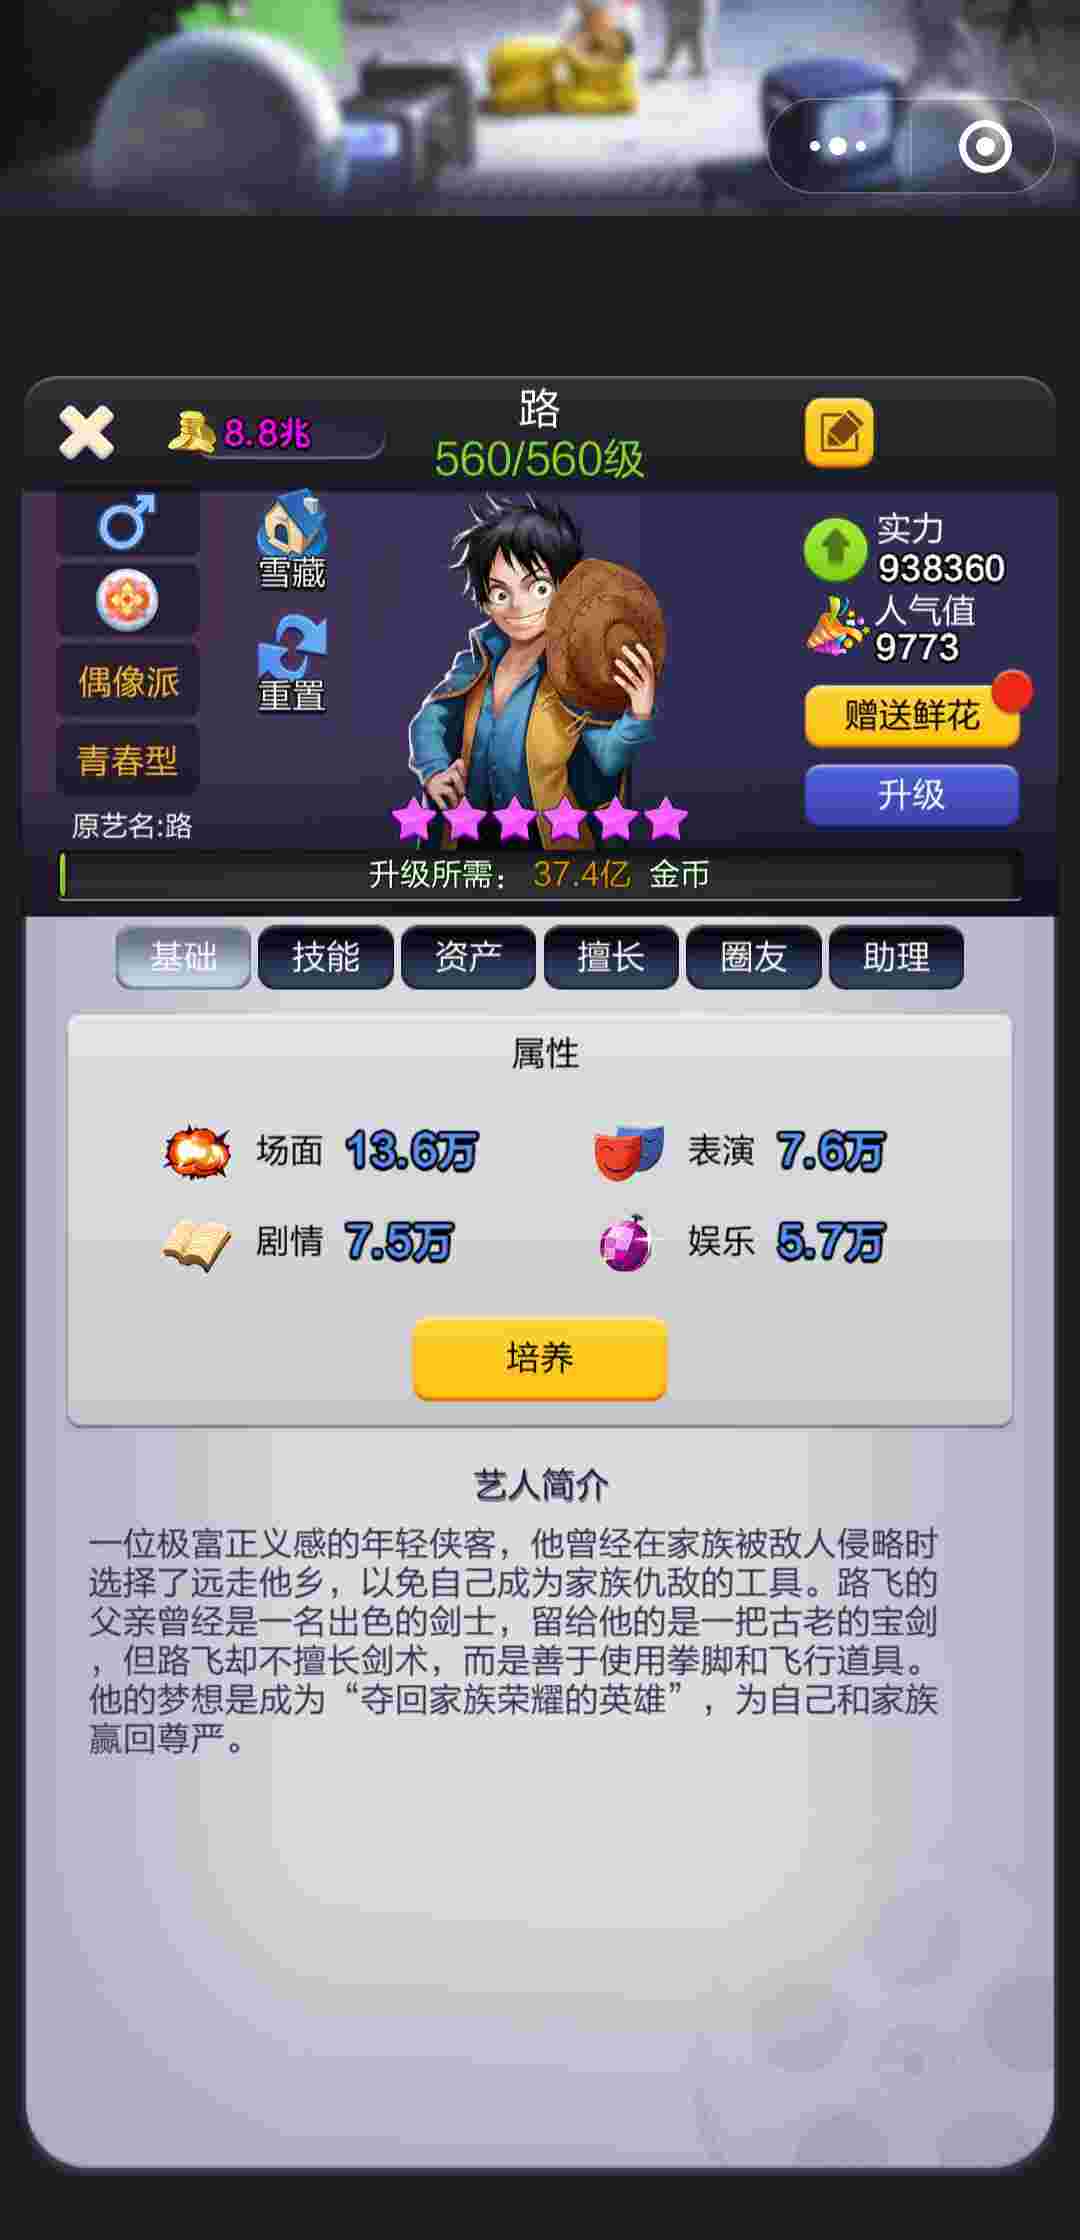 路
8.8兆
560/560级
雪藏
重置
偶像派
青春型
原艺名:路
实力
938360
人气值
9773
赠送鲜花
升级
升级所需： 37.4亿 金币
基础 技能 资产 擅长 圈友 助理
属性
场面 13.6万 表演 7.6万
剧情 7.5万 娱乐 5.7万
培养
艺人简介
一位极富正义感的年轻侠客，他曾经在家族被敌人侵略时
选择了远走他乡，以免自己成为家族仇敌的工具。路飞的
父亲曾经是一名出色的剑士，留给他的是一把古老的宝剑
，但路飞却不擅长剑术，而是善于使用拳脚和飞行道具。
他的梦想是成为“夺回家族荣耀的英雄”，为自己和家族
赢回尊严。